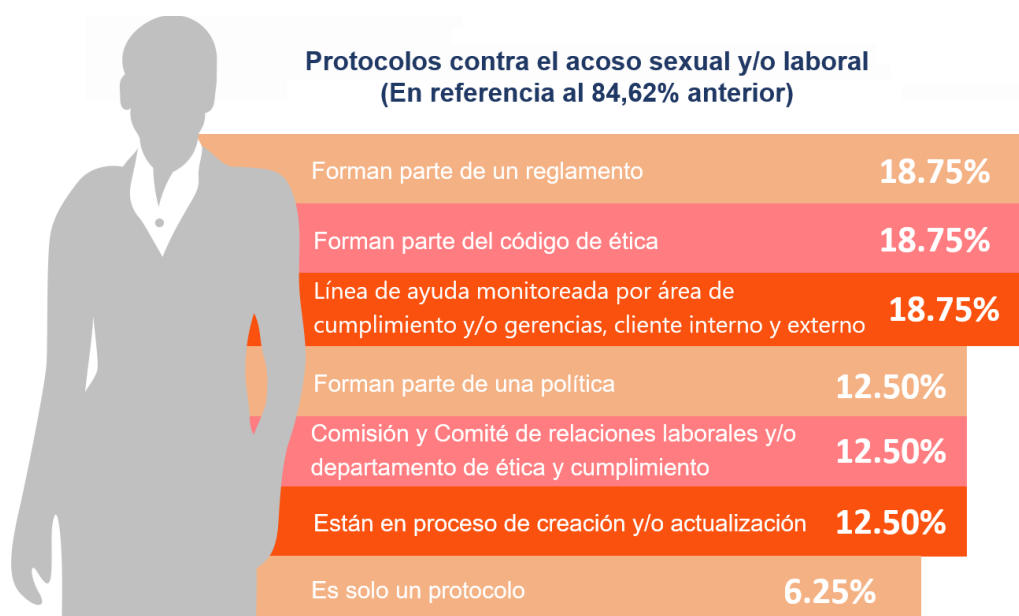 Protocolos contra el acoso sexual y/o laboral
(En referencia al 84,62% anterior)
Forman parte de un reglamento 18.75%
Forman parte del código de ética 18.75%
Línea de ayuda monitoreada por área de
cumplimiento y/o gerencias, cliente interno y externo 18.75%
Forman parte de una política 12.50%
Comisión y Comité de relaciones laborales y/o
departamento de ética y cumplimiento 12.50%
Están en proceso de creación y/o actualización 12.50%
Es solo un protocolo 6.25%